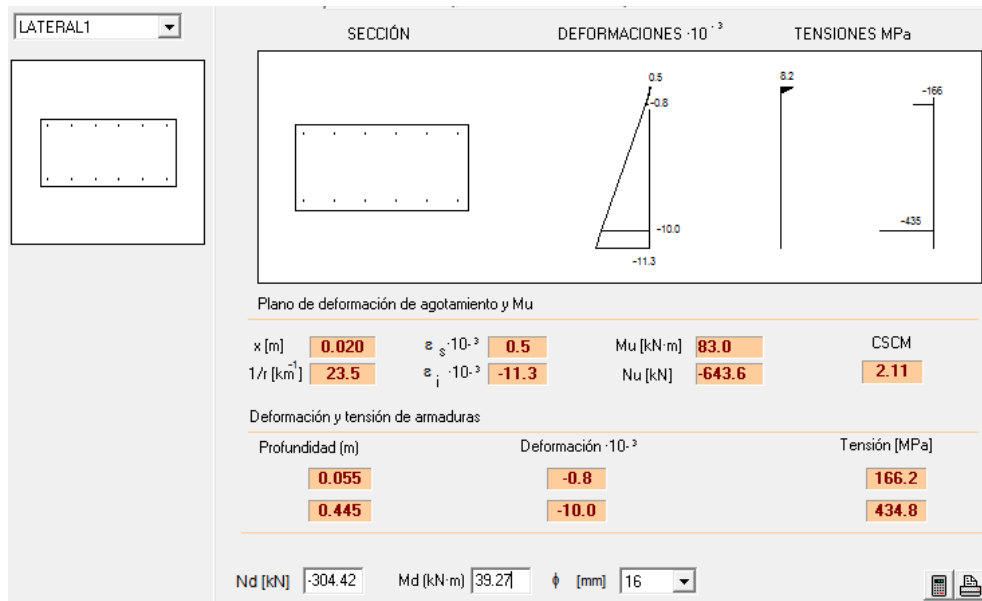 LATERAL1
SECCIÓN DEFORMACIONES ·10⁻³ TENSIONES MPa
0.5
-0.8
-10.0
-11.3
8.2
-166
-435
Plano de deformación de agotamiento y Mu
x [m] 0.020 ε s ·10-³ 0.5 Mu [kN·m] 83.0 CSCM
1/r [km⁻¹] 23.5 ε i ·10-³ -11.3 Nu [kN] -643.6 2.11
Deformación y tensión de armaduras
Profundidad (m) Deformación ·10-³ Tensión [MPa]
0.055 -0.8 166.2
0.445 -10.0 434.8
Nd [kN] -304.42 Md (kN·m) 39.27 ϕ [mm] 16